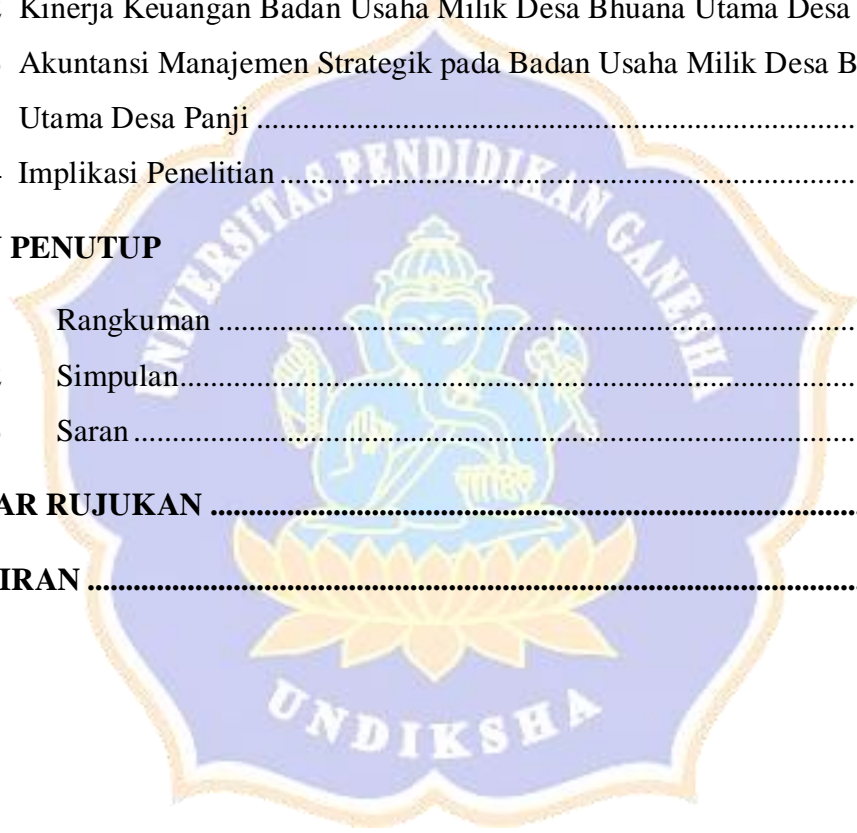 Kinerja Keuangan Badan Usaha Milik Desa Bhuana Utama Desa
Akuntansi Manajemen Strategik pada Badan Usaha Milik Desa B
Utama Desa Panji ........................................................................
Implikasi Penelitian ........................................................................
PENUTUP
Rangkuman ........................................................................
Simpulan........................................................................
Saran ........................................................................
AR RUJUKAN ........................................................................
IRAN ........................................................................
UNIVERSITAS PENDIDIKAN GANESHA
UNDIKSHA